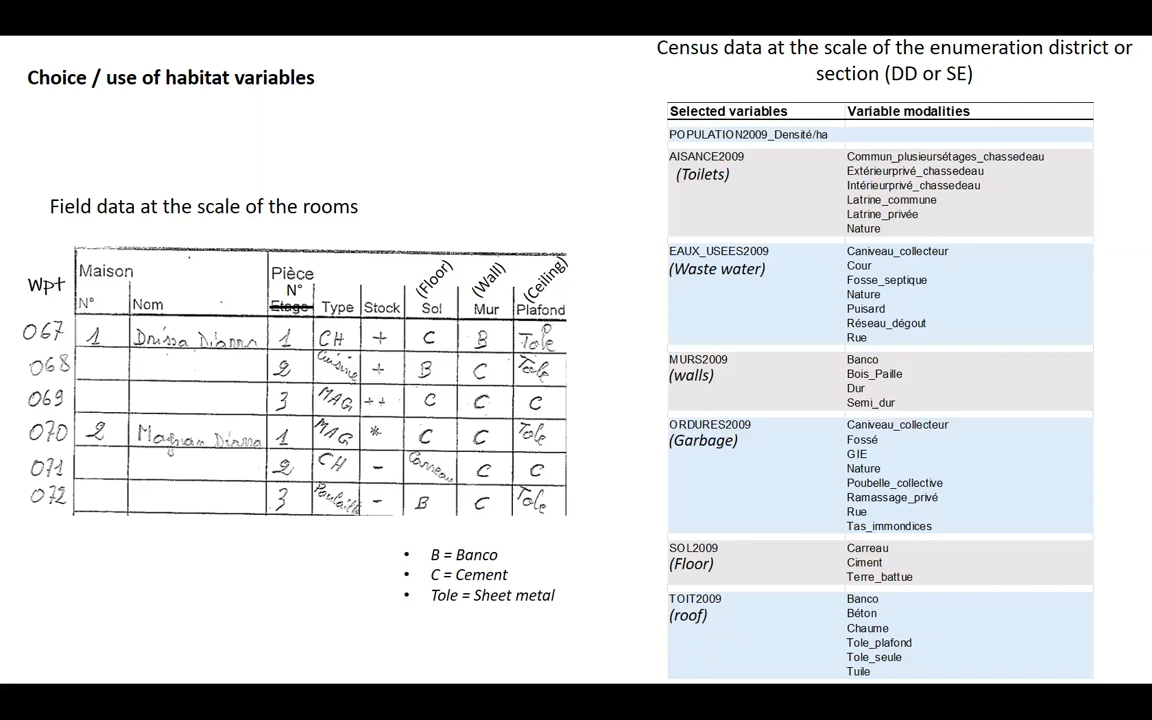 Choice / use of habitat variables
Field data at the scale of the rooms
Wpt Maison Pièce (Floor) (Wall) (Ceiling)
N° Nom N° Etage Type Stock Sol Mur Plafond
067 1 Drissa Diarra 1 CH + C B Tole
068 2 Cuisine + B C Tole
069 3 MAG ++ C C C
070 2 Diarra 1 MAG * C C Tole
071 2 CH - Carreau C C
072 3 - B C Tole
• B = Banco
• C = Cement
• Tole = Sheet metal
Census data at the scale of the enumeration district or
section (DD or SE)
Selected variables Variable modalities
POPULATION2009_Densité/ha
AISANCE2009 Commun_plusieursétages_chassedeau
(Toilets) Extérieurprivé_chassedeau
Intérieurprivé_chassedeau
Latrine_commune
Latrine_privée
Nature
EAUX_USEES2009 Caniveau_collecteur
(Waste water) Cour
Fosse_septique
Nature
Puisard
Réseau_dégout
Rue
MURS2009 Banco
(walls) Bois_Paille
Dur
Semi_dur
ORDURES2009 Caniveau_collecteur
(Garbage) Fossé
GIE
Nature
Poubelle_collective
Ramassage_privé
Rue
Tas_immondices
SOL2009 Carreau
(Floor) Ciment
Terre_battue
TOIT2009 Banco
(roof) Béton
Chaume
Tole_plafond
Tole_seule
Tuile